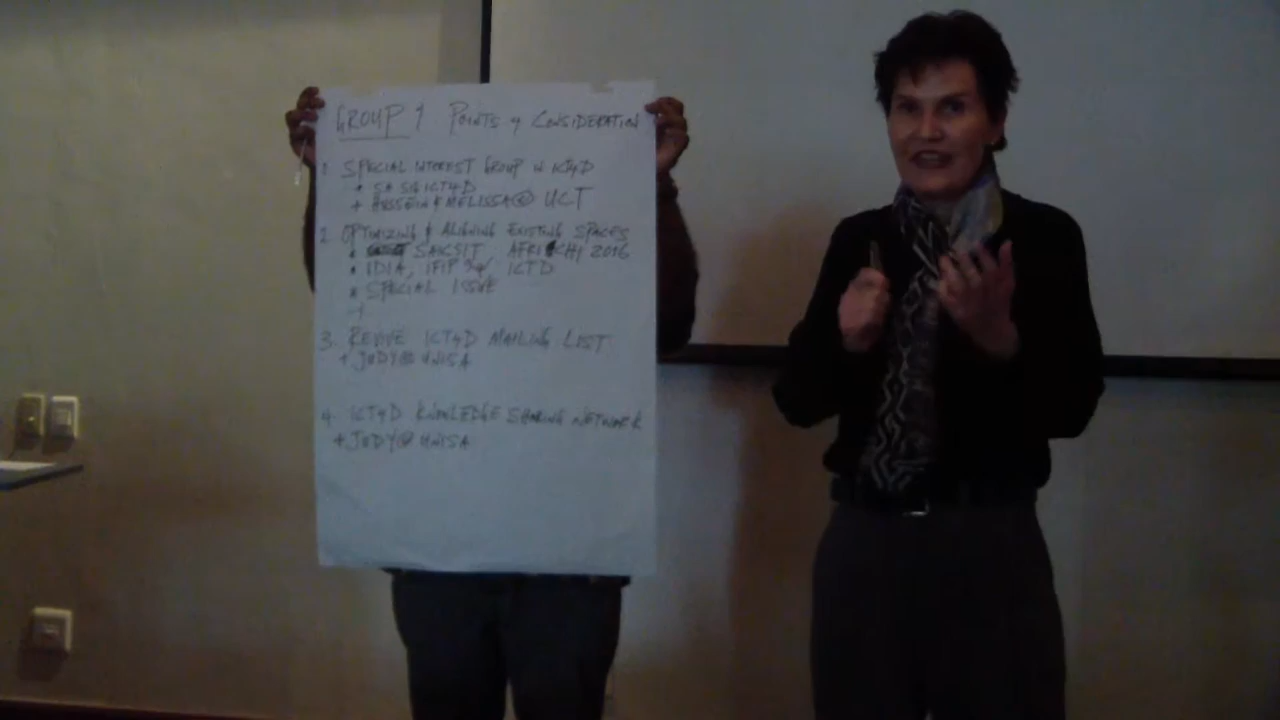 GROUP 1 POINTS 4 CONSIDERATION
1 SPECIAL INTEREST GROUP IN ICT4D
+ SA SIG ICT4D
+ HUSSEIN & MELISSA@ UCT
2 OPTIMIZING & ALIGNING EXISTING SPACES
• SAICSIT AFRICHI 2016
• IDIA, IFIP 9.4 ICTD
• SPECIAL ISSUE
3. REVIVE ICT4D MAILING LIST
+ JUDY@ UNISA
4. ICT4D KNOWLEDGE SHARING NETWORK
+ JUDY@ UNISA